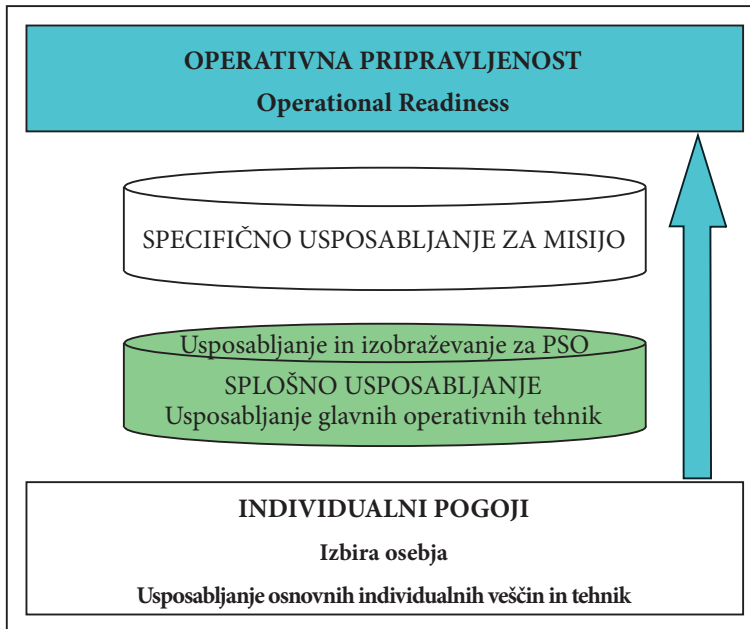 OPERATIVNA PRIPRAVLJENOST
Operational Readiness
SPECIFIČNO USPOSABLJANJE ZA MISIJO
Usposabljanje in izobraževanje za PSO
SPLOŠNO USPOSABLJANJE
Usposabljanje glavnih operativnih tehnik
INDIVIDUALNI POGOJI
Izbira osebja
Usposabljanje osnovnih individualnih veščin in tehnik